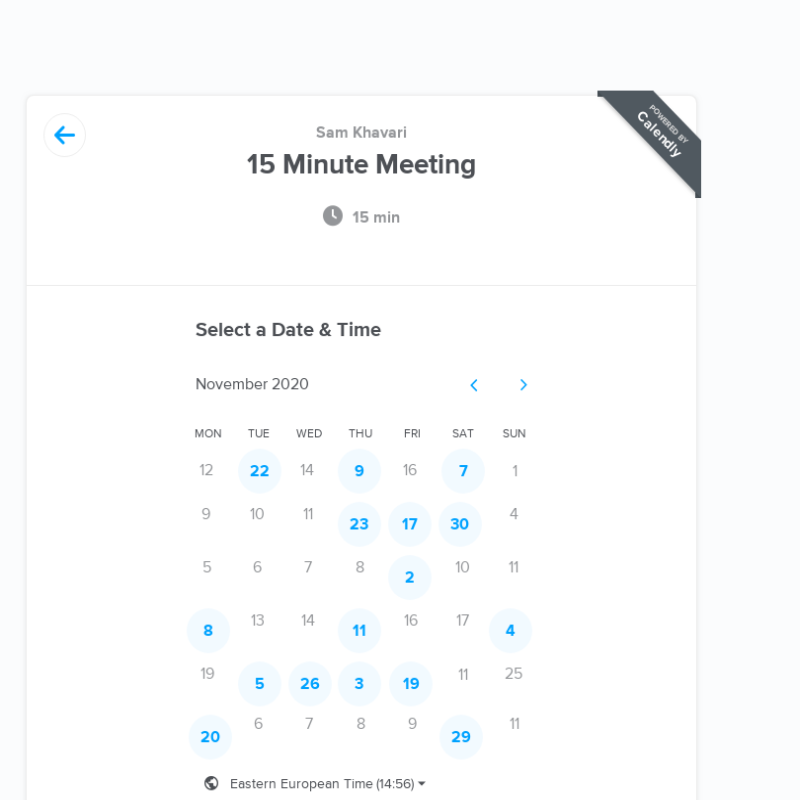 POWERED BY
Calendly
Sam Khavari
15 Minute Meeting
15 min
Select a Date & Time
November 2020
MON TUE WED THU FRI SAT SUN
12 22 14 9 16 7 1
9 10 11 23 17 30 4
5 6 7 8 2 10 11
8 13 14 11 16 17 4
19 5 26 3 19 11 25
20 6 7 8 9 29 11
Eastern European Time (14:56)